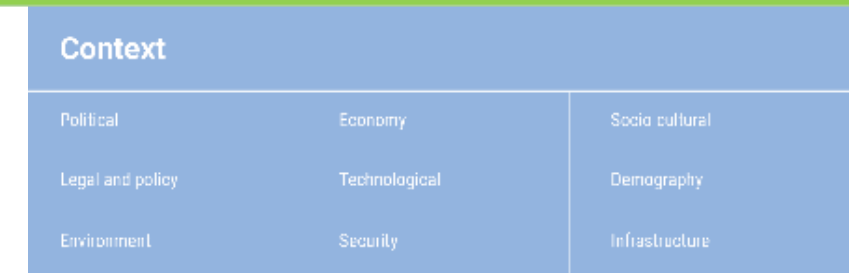 Context
Political
Economy
Socio cultural
Legal and policy
Technological
Demography
Environment
Security
Infrastructure